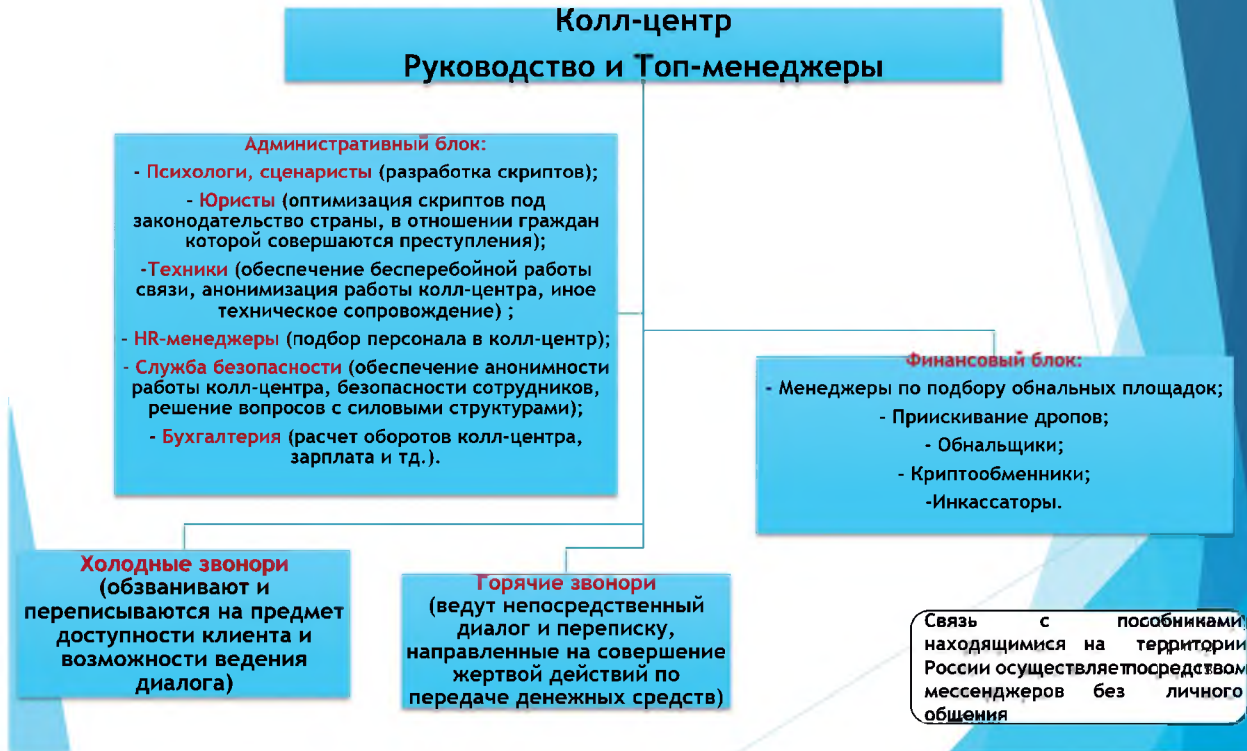 Колл-центр
Руководство и Топ-менеджеры
Административный блок:
- Психологи, сценаристы (разработка скриптов);
- Юристы (оптимизация скриптов под
законодательство страны, в отношении граждан
которой совершаются преступления);
-Техники (обеспечение бесперебойной работы
связи, анонимизация работы колл-центра, иное
техническое сопровождение) ;
- HR-менеджеры (подбор персонала в колл-центр);
- Служба безопасности (обеспечение анонимности
работы колл-центра, безопасности сотрудников,
решение вопросов с силовыми структурами);
- Бухгалтерия (расчет оборотов колл-центра,
зарплата и тд.).
Финансовый блок:
- Менеджеры по подбору обнальных площадок;
- Приискивание дропов;
- Обнальщики;
- Криптообменники;
-Инкассаторы.
Холодные звонори
(обзванивают и
переписываются на предмет
доступности клиента и
возможности ведения
диалога)
Горячие звонори
(ведут непосредственный
диалог и переписку,
направленные на совершение
жертвой действий по
передаче денежных средств)
Связь с пособниками,
находящимися на территории
России посредством
мессенджеров без личного
общения